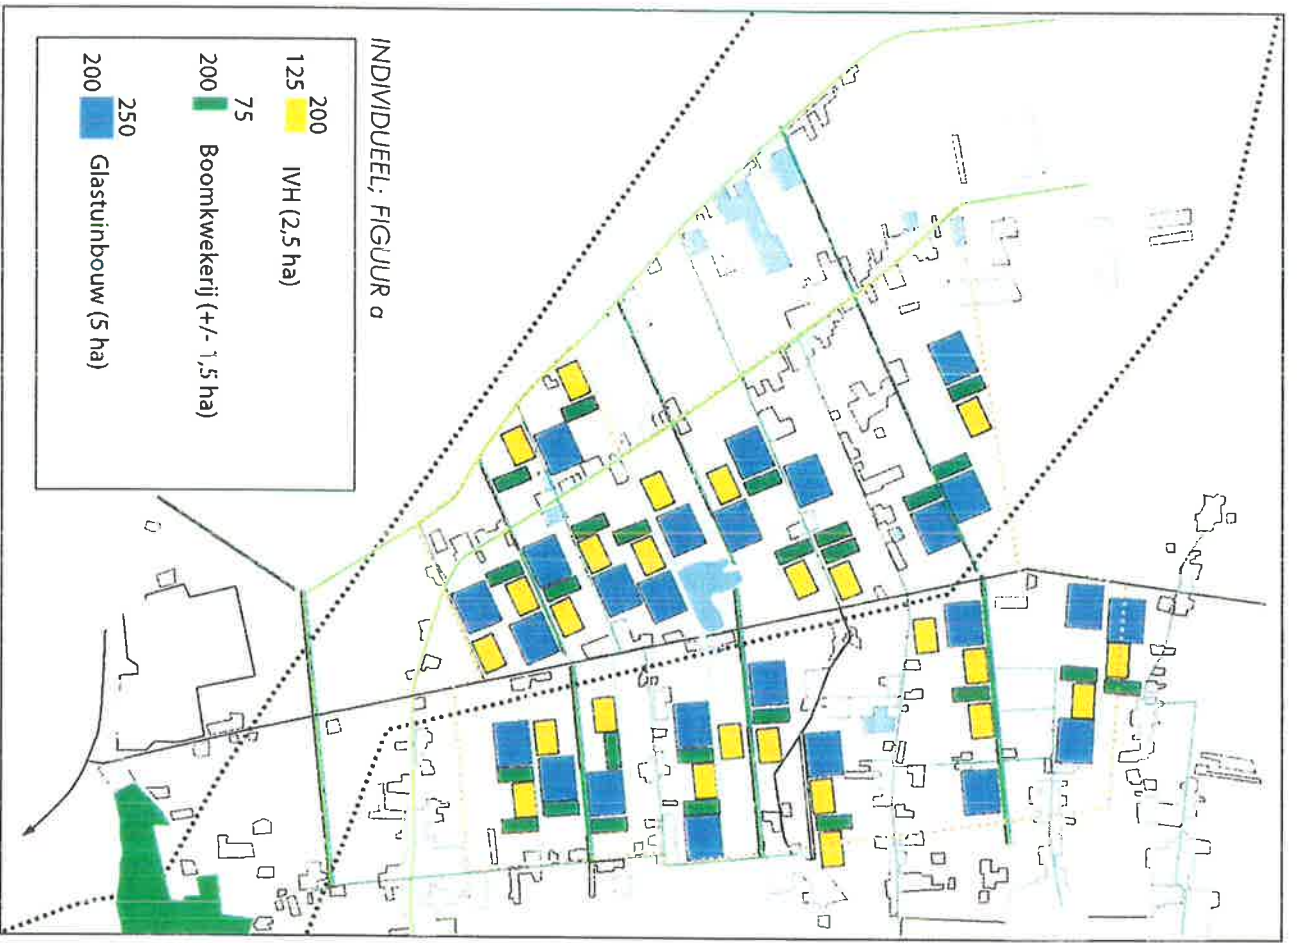 INDIVIDUEEL; FIGUUR a
200
125 IVH (2,5 ha)
75
200 Boomkwekerij (+/- 1,5 ha)
250
200 Glastuinbouw (5 ha)